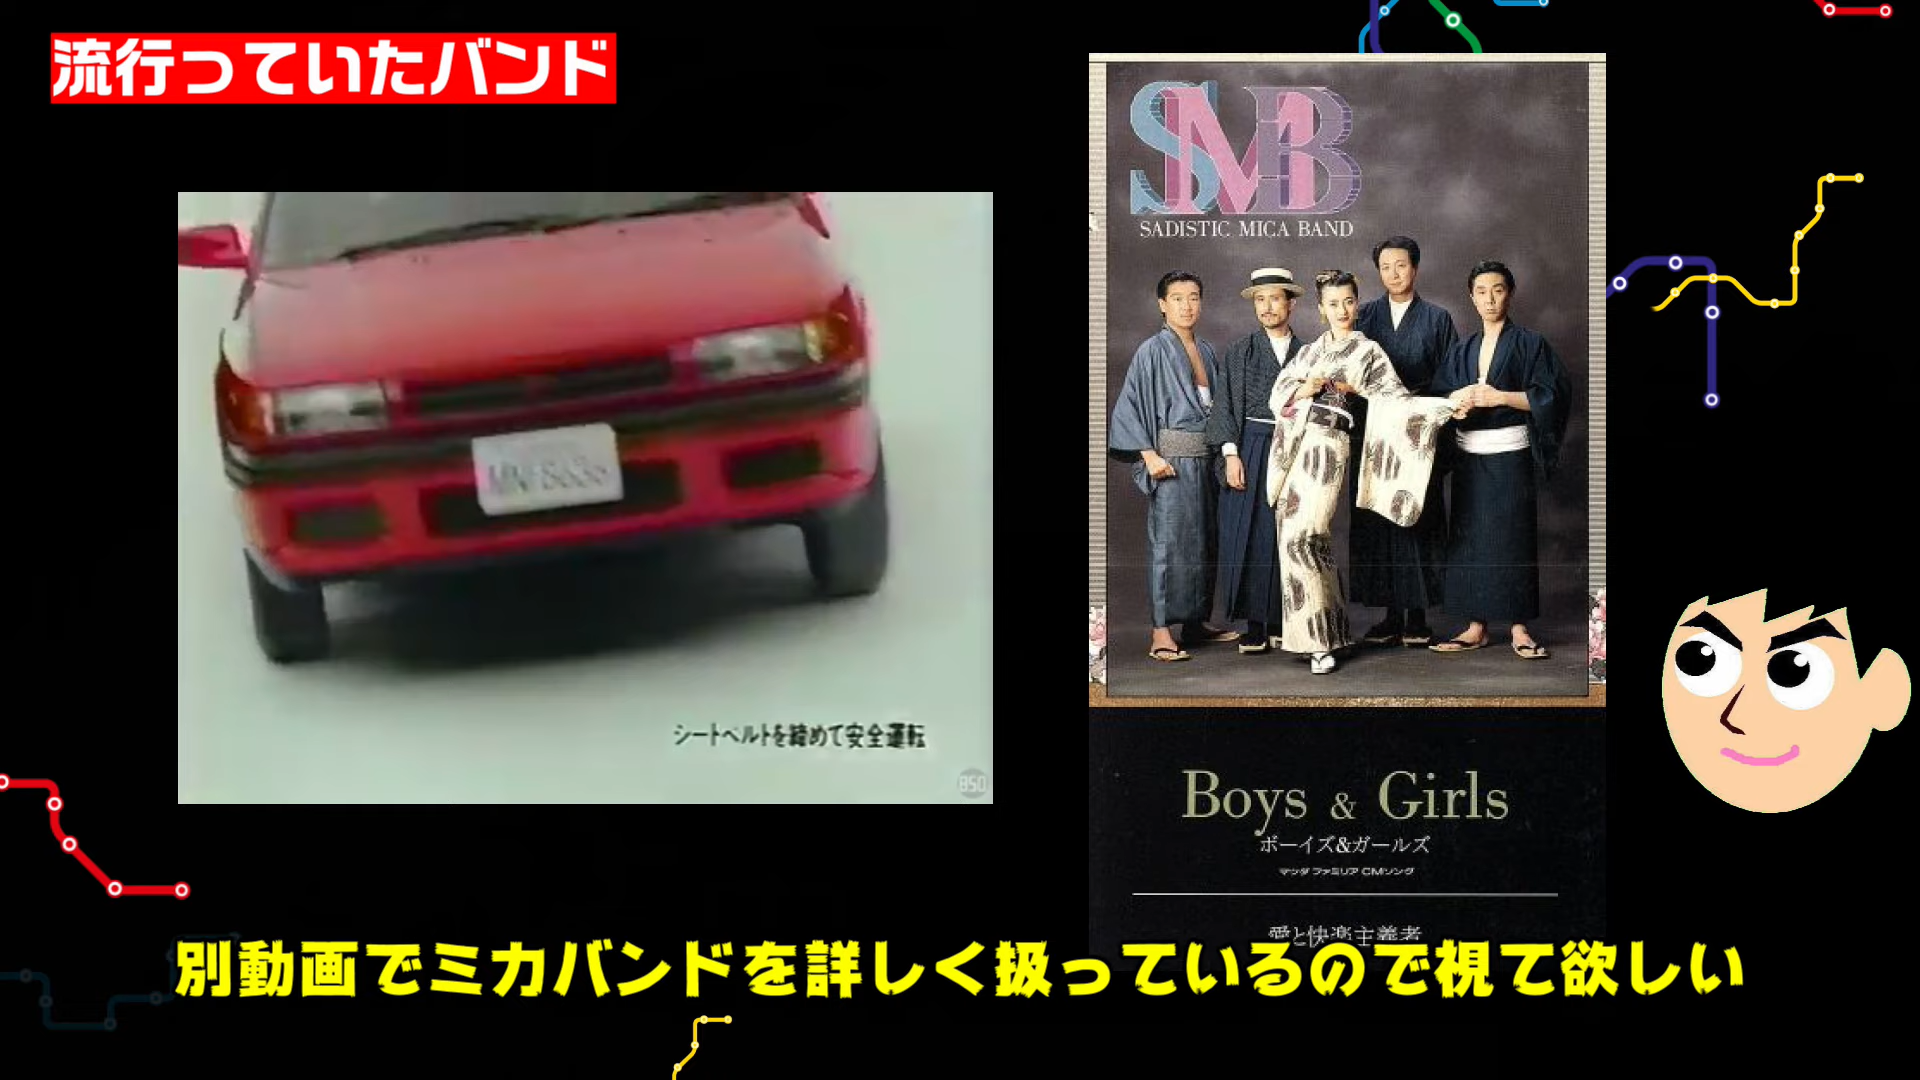 流行っていたバンド
SMB
SADISTIC MICA BAND
シートベルトを締めて安全運転
BSO
Boys & Girls
ボーイズ&ガールズ
マツダ ファミリア CMソング
愛と快楽主義者
別動画でミカバンドを詳しく扱っているので視て欲しい